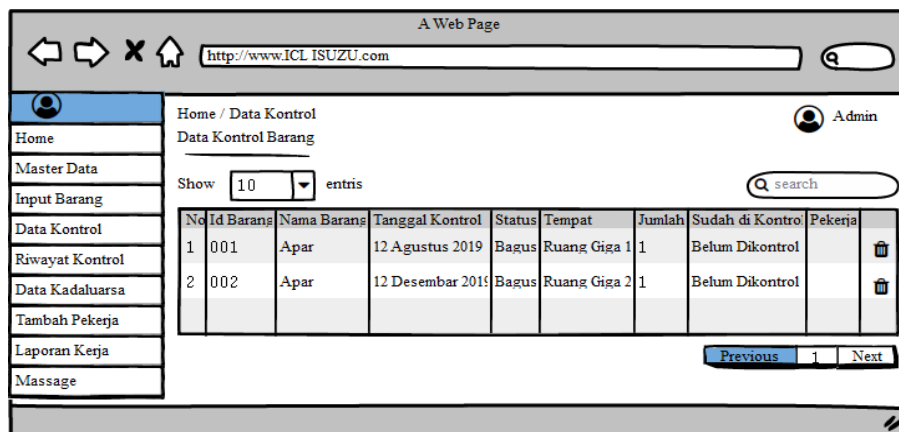 A Web Page
http://www.ICL ISUZU.com
Home / Data Kontrol
Admin
Data Kontrol Barang
Home
Master Data
Input Barang
Data Kontrol
Riwayat Kontrol
Data Kadaluarsa
Tambah Pekerja
Laporan Kerja
Massage
Show 10 entris
search
No Id Barang Nama Barang Tanggal Kontrol Status Tempat Jumlah Sudah di Kontrol Pekerja
1 001 Apar 12 Agustus 2019 Bagus Ruang Giga 1 1 Belum Dikontrol
2 002 Apar 12 Desembar 2019 Bagus Ruang Giga 2 1 Belum Dikontrol
Previous 1 Next